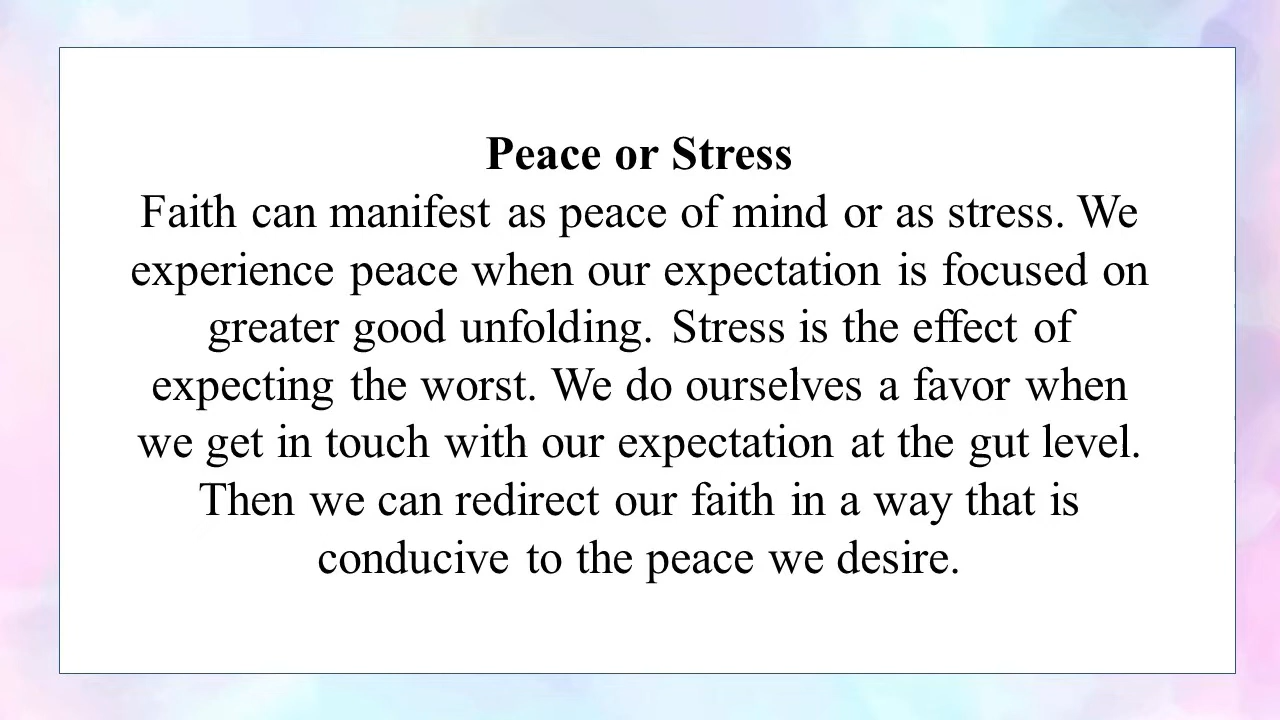 Peace or Stress
Faith can manifest as peace of mind or as stress. We
experience peace when our expectation is focused on
greater good unfolding. Stress is the effect of
expecting the worst. We do ourselves a favor when
we get in touch with our expectation at the gut level.
Then we can redirect our faith in a way that is
conducive to the peace we desire.